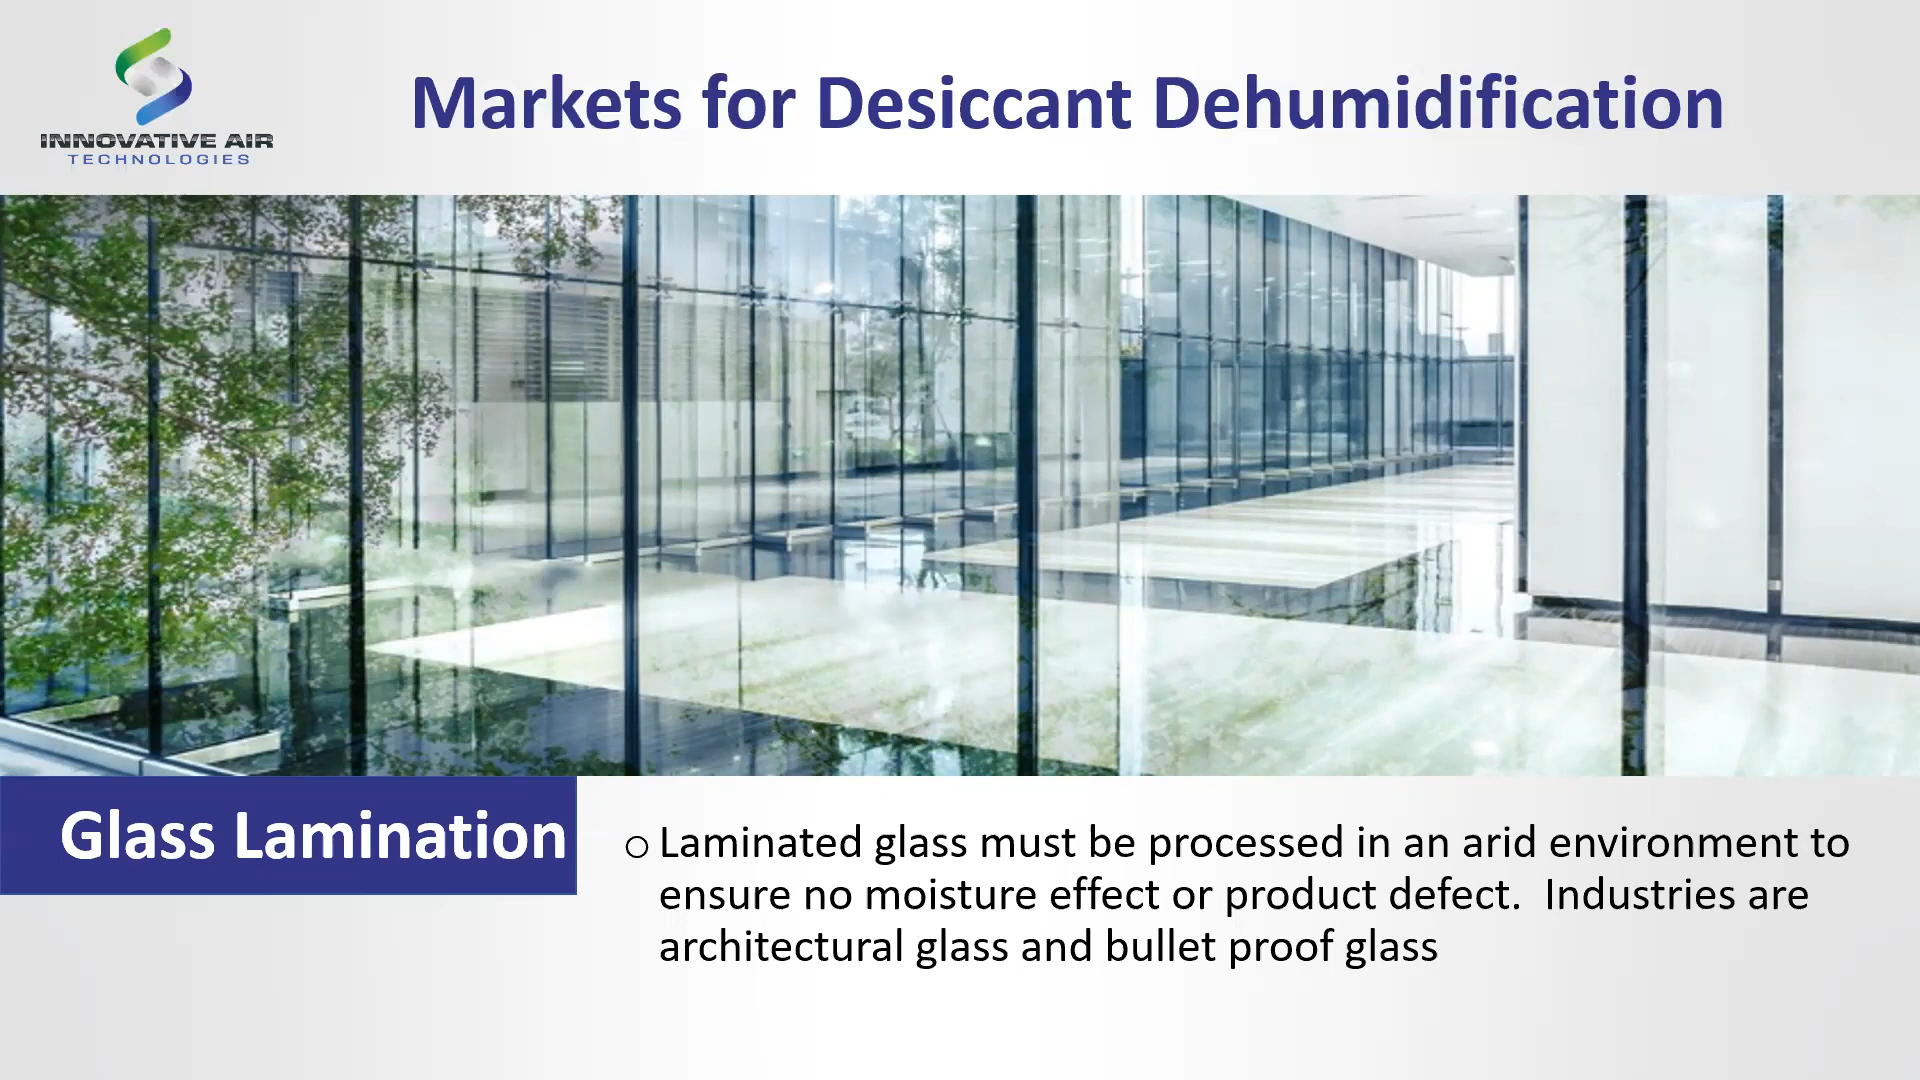 INNOVATIVE AIR
TECHNOLOGIES
Markets for Desiccant Dehumidification
Glass Lamination
○ Laminated glass must be processed in an arid environment to
ensure no moisture effect or product defect.  Industries are
architectural glass and bullet proof glass